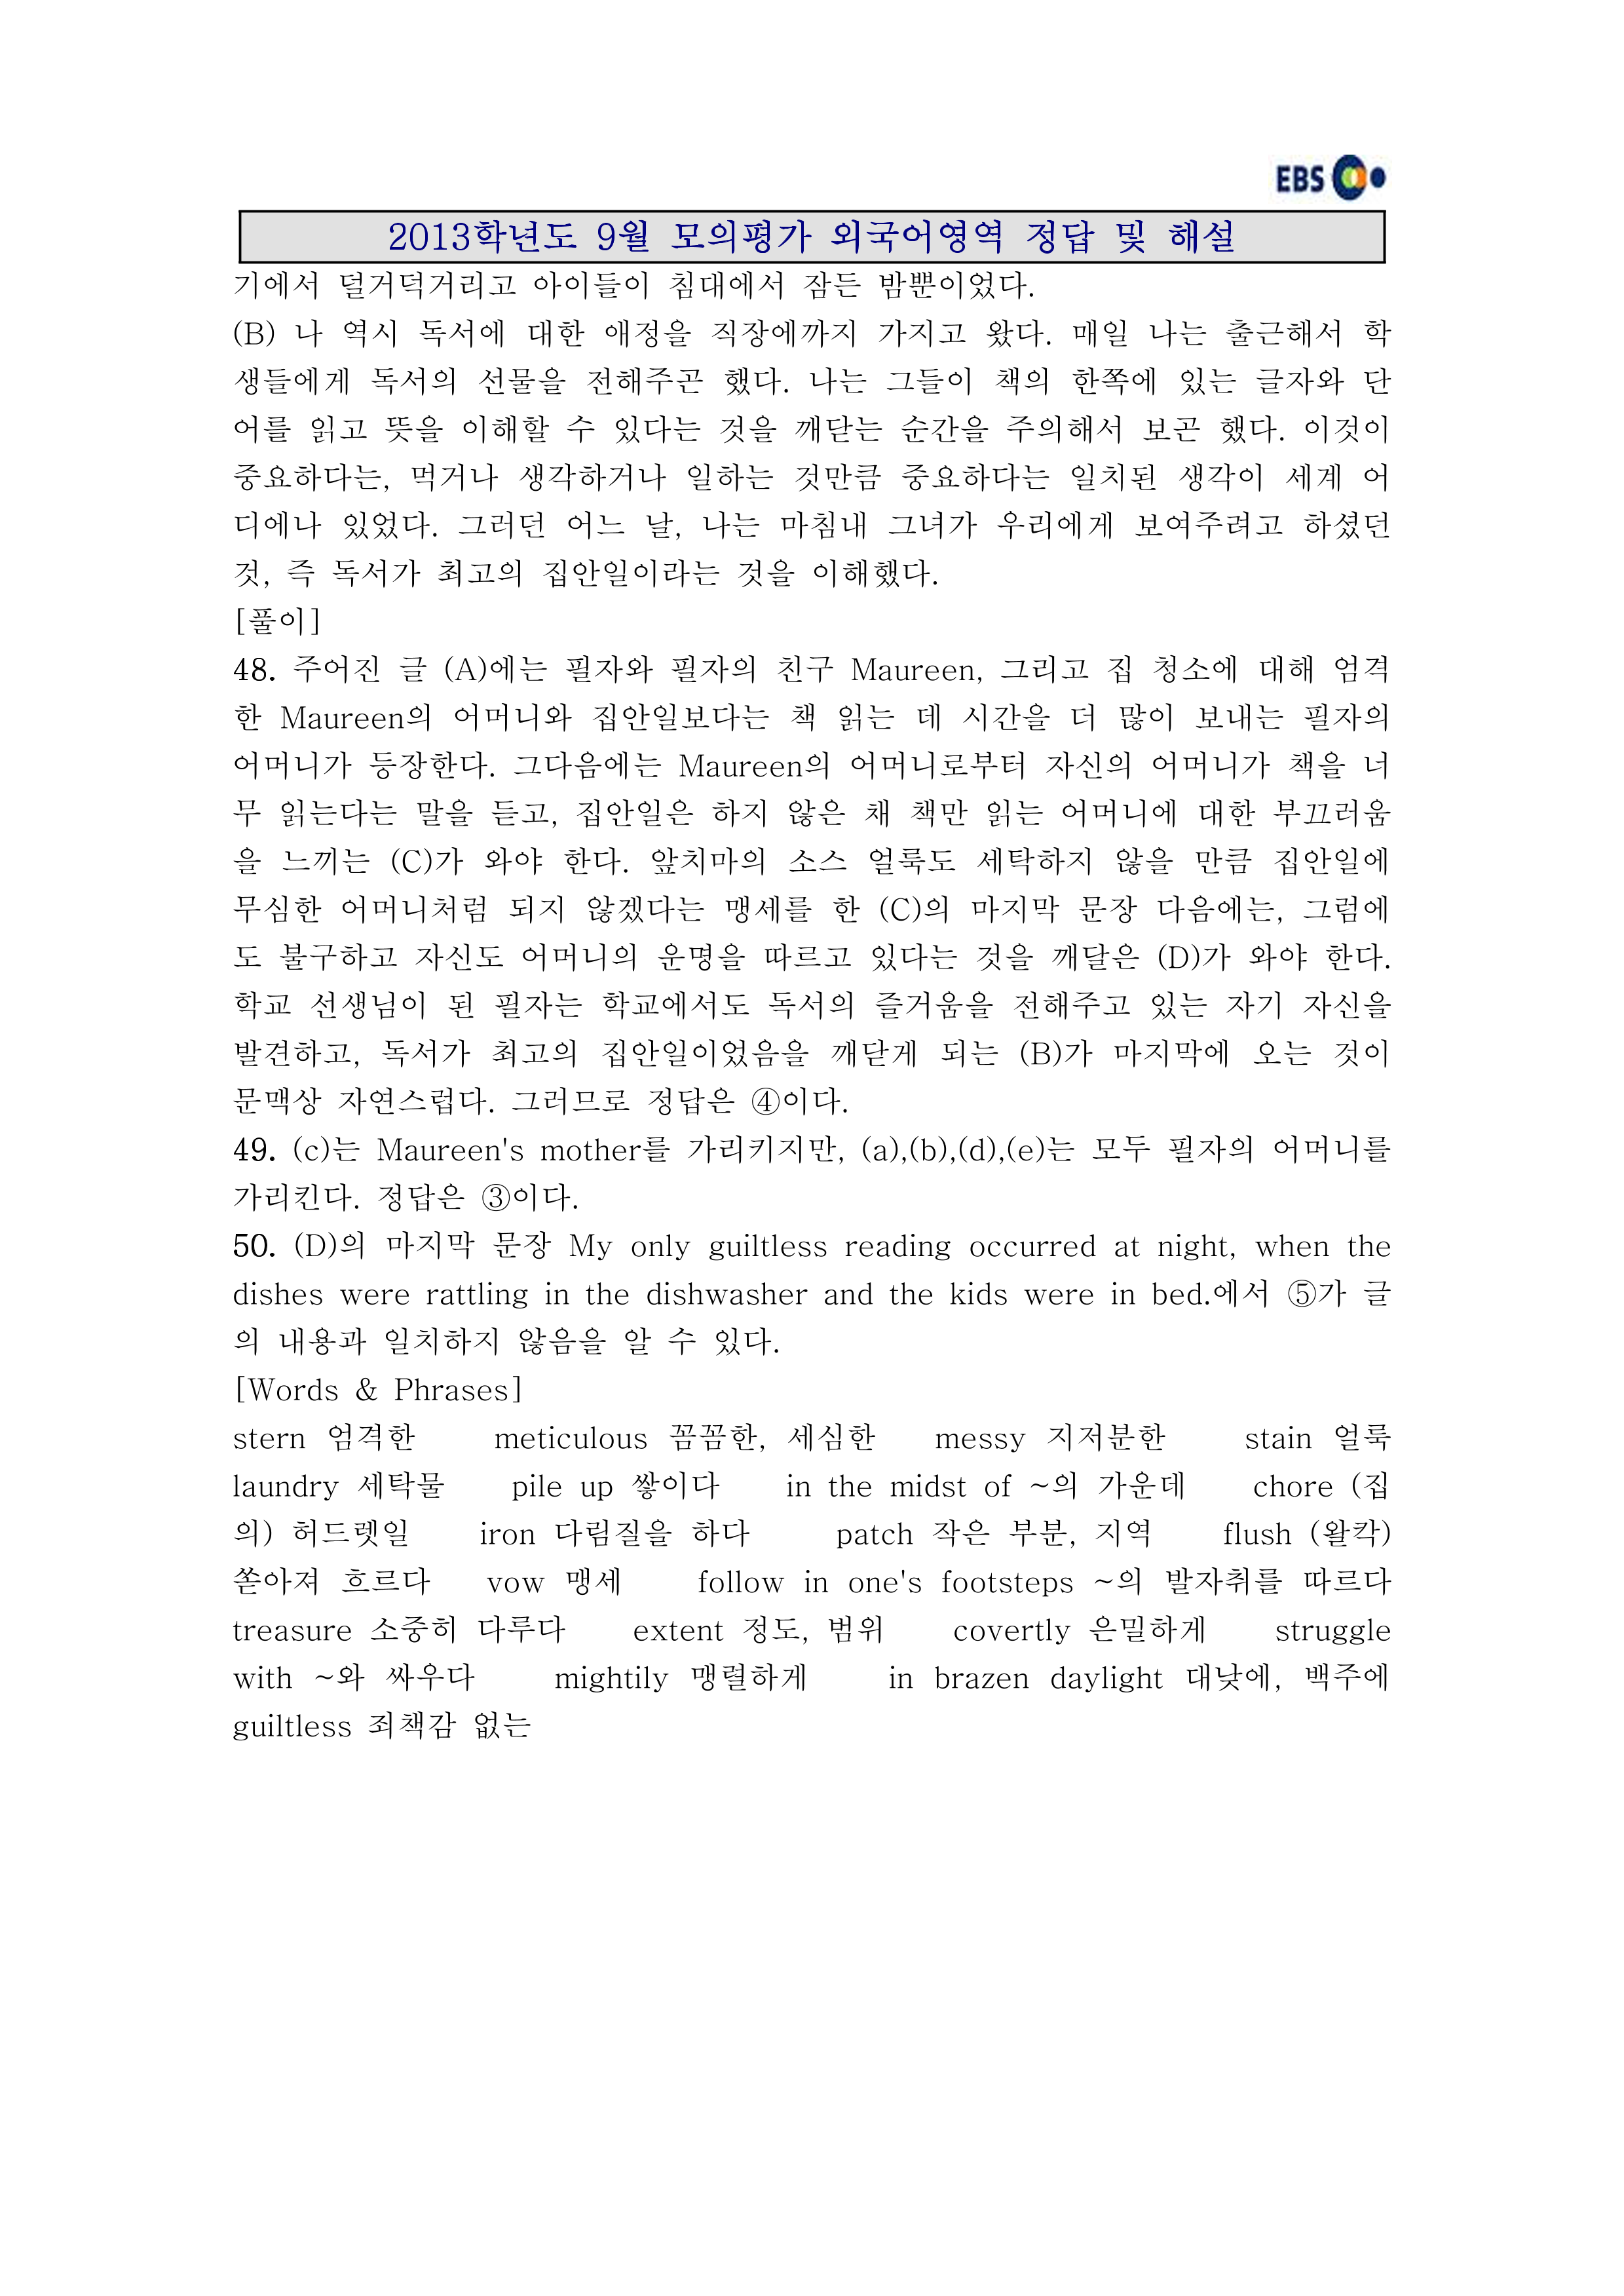 EBS
2013학년도 9월 모의평가 외국어영역 정답 및 해설
기에서 덜거덕거리고 아이들이 침대에서 잠든 밤뿐이었다.
(B) 나 역시 독서에 대한 애정을 직장에까지 가지고 왔다. 매일 나는 출근해서 학
생들에게 독서의 선물을 전해주곤 했다. 나는 그들이 책의 한쪽에 있는 글자와 단
어를 읽고 뜻을 이해할 수 있다는 것을 깨닫는 순간을 주의해서 보곤 했다. 이것이
중요하다는, 먹거나 생각하거나 일하는 것만큼 중요하다는 일치된 생각이 세계 어
디에나 있었다. 그러던 어느 날, 나는 마침내 그녀가 우리에게 보여주려고 하셨던
것, 즉 독서가 최고의 집안일이라는 것을 이해했다.
[풀이]
48. 주어진 글 (A)에는 필자와 필자의 친구 Maureen, 그리고 집 청소에 대해 엄격
한 Maureen의 어머니와 집안일보다는 책 읽는 데 시간을 더 많이 보내는 필자의
어머니가 등장한다. 그다음에는 Maureen의 어머니로부터 자신의 어머니가 책을 너
무 읽는다는 말을 듣고, 집안일은 하지 않은 채 책만 읽는 어머니에 대한 부끄러움
을 느끼는 (C)가 와야 한다. 앞치마의 소스 얼룩도 세탁하지 않을 만큼 집안일에
무심한 어머니처럼 되지 않겠다는 맹세를 한 (C)의 마지막 문장 다음에는, 그럼에
도 불구하고 자신도 어머니의 운명을 따르고 있다는 것을 깨달은 (D)가 와야 한다.
학교 선생님이 된 필자는 학교에서도 독서의 즐거움을 전해주고 있는 자기 자신을
발견하고, 독서가 최고의 집안일이었음을 깨닫게 되는 (B)가 마지막에 오는 것이
문맥상 자연스럽다. 그러므로 정답은 ④이다.
49. (c)는 Maureen's mother를 가리키지만, (a),(b),(d),(e)는 모두 필자의 어머니를
가리킨다. 정답은 ③이다.
50. (D)의 마지막 문장 My only guiltless reading occurred at night, when the
dishes were rattling in the dishwasher and the kids were in bed.에서 ⑤가 글
의 내용과 일치하지 않음을 알 수 있다.
[Words & Phrases]
stern 엄격한 meticulous 꼼꼼한, 세심한 messy 지저분한 stain 얼룩
laundry 세탁물 pile up 쌓이다 in the midst of ~의 가운데 chore (집
의) 허드렛일 iron 다림질을 하다 patch 작은 부분, 지역 flush (왈칵)
쏟아져 흐르다 vow 맹세 follow in one's footsteps ~의 발자취를 따르다
treasure 소중히 다루다 extent 정도, 범위 covertly 은밀하게 struggle
with ~와 싸우다 mightily 맹렬하게 in brazen daylight 대낮에, 백주에
guiltless 죄책감 없는